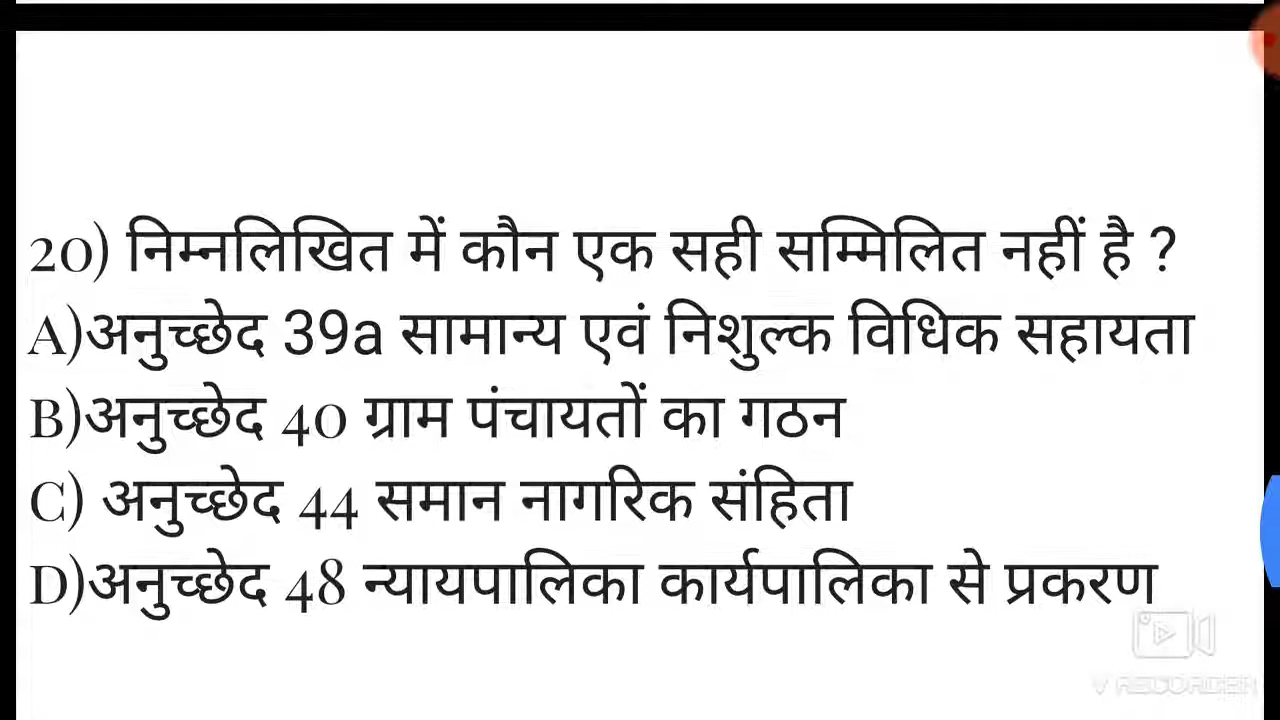 20) निम्नलिखित में कौन एक सही सम्मिलित नहीं है ?
A)अनुच्छेद 39a सामान्य एवं निशुल्क विधिक सहायता
B)अनुच्छेद 40 ग्राम पंचायतों का गठन
C) अनुच्छेद 44 समान नागरिक संहिता
D)अनुच्छेद 48 न्यायपालिका कार्यपालिका से प्रकरण
V RECORDER